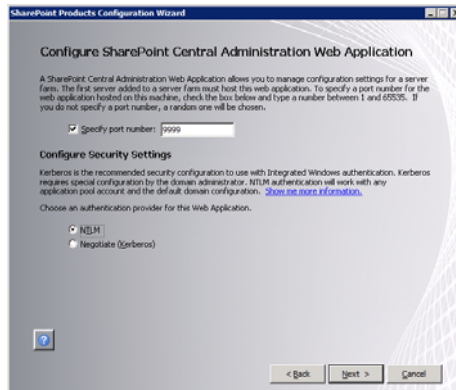 SharePoint Products Configuration Wizard
Configure SharePoint Central Administration Web Application
A SharePoint Central Administration Web Application allows you to manage configuration settings for a server
farm. The first server added to a server farm must host this web application. To specify a port number for the
web application hosted on this machine, check the box below and type a number between 1 and 65535. If
you do not specify a port number, a random one will be chosen.
Specify port number: 9999
Configure Security Settings
Kerberos is the recommended security configuration to use with Integrated Windows authentication. Kerberos
requires special configuration by the domain administrator. NTLM authentication will work with any
application pool account and the default domain configuration. Show me more information.
Choose an authentication provider for this Web Application.
NTLM
Negotiate (Kerberos)
?
< Back Next > Cancel